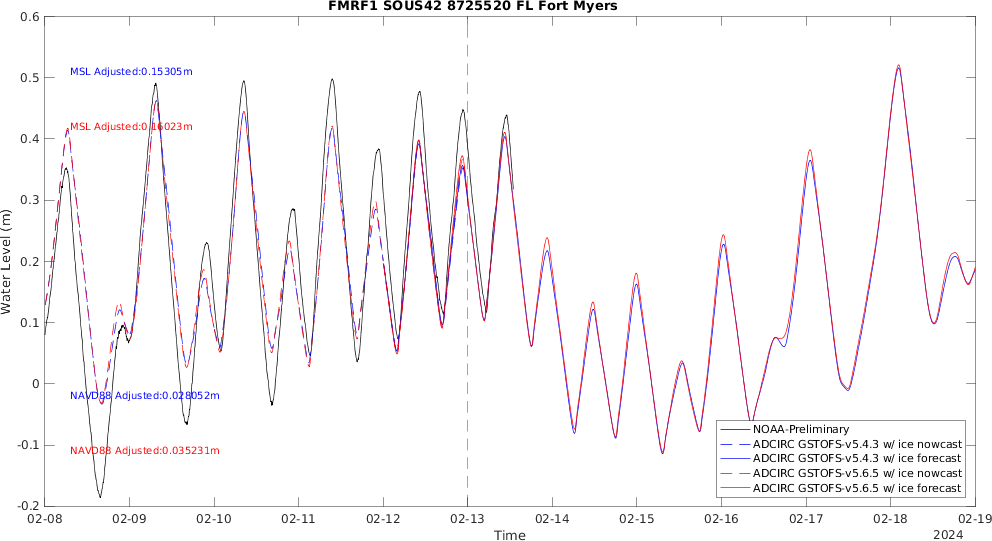 FMRF1 SOUS42 8725520 FL Fort Myers
0.6
0.5
0.4
0.3
0.2
0.1
0
-0.1
-0.2
Water Level (m)
MSL Adjusted:0.15305m
MSL Adjusted:0.16023m
NAVD88 Adjusted:0.028052m
NAVD88 Adjusted:0.035231m
NOAA-Preliminary
ADCIRC GSTOFS-v5.4.3 w/ ice nowcast
ADCIRC GSTOFS-v5.4.3 w/ ice forecast
ADCIRC GSTOFS-v5.6.5 w/ ice nowcast
ADCIRC GSTOFS-v5.6.5 w/ ice forecast
02-08 02-09 02-10 02-11 02-12 02-13 02-14 02-15 02-16 02-17 02-18 02-19
Time
2024